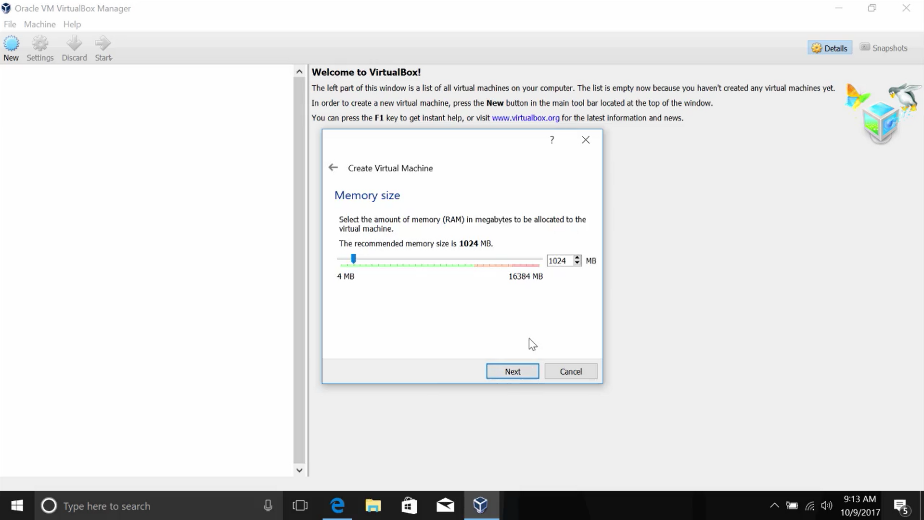 Oracle VM VirtualBox Manager
File Machine Help
New Settings Discard Start
Details Snapshots
Welcome to VirtualBox!
The left part of this window is a list of all virtual machines on your computer. The list is empty now because you haven't created any virtual machines yet.
In order to create a new virtual machine, press the New button in the main tool bar located at the top of the window.
You can press the F1 key to get instant help, or visit www.virtualbox.org for the latest information and news.
?
Create Virtual Machine
Memory size
Select the amount of memory (RAM) in megabytes to be allocated to the
virtual machine.
The recommended memory size is 1024 MB.
1024 MB
4 MB 16384 MB
Next Cancel
Type here to search
9:13 AM
10/9/2017
5